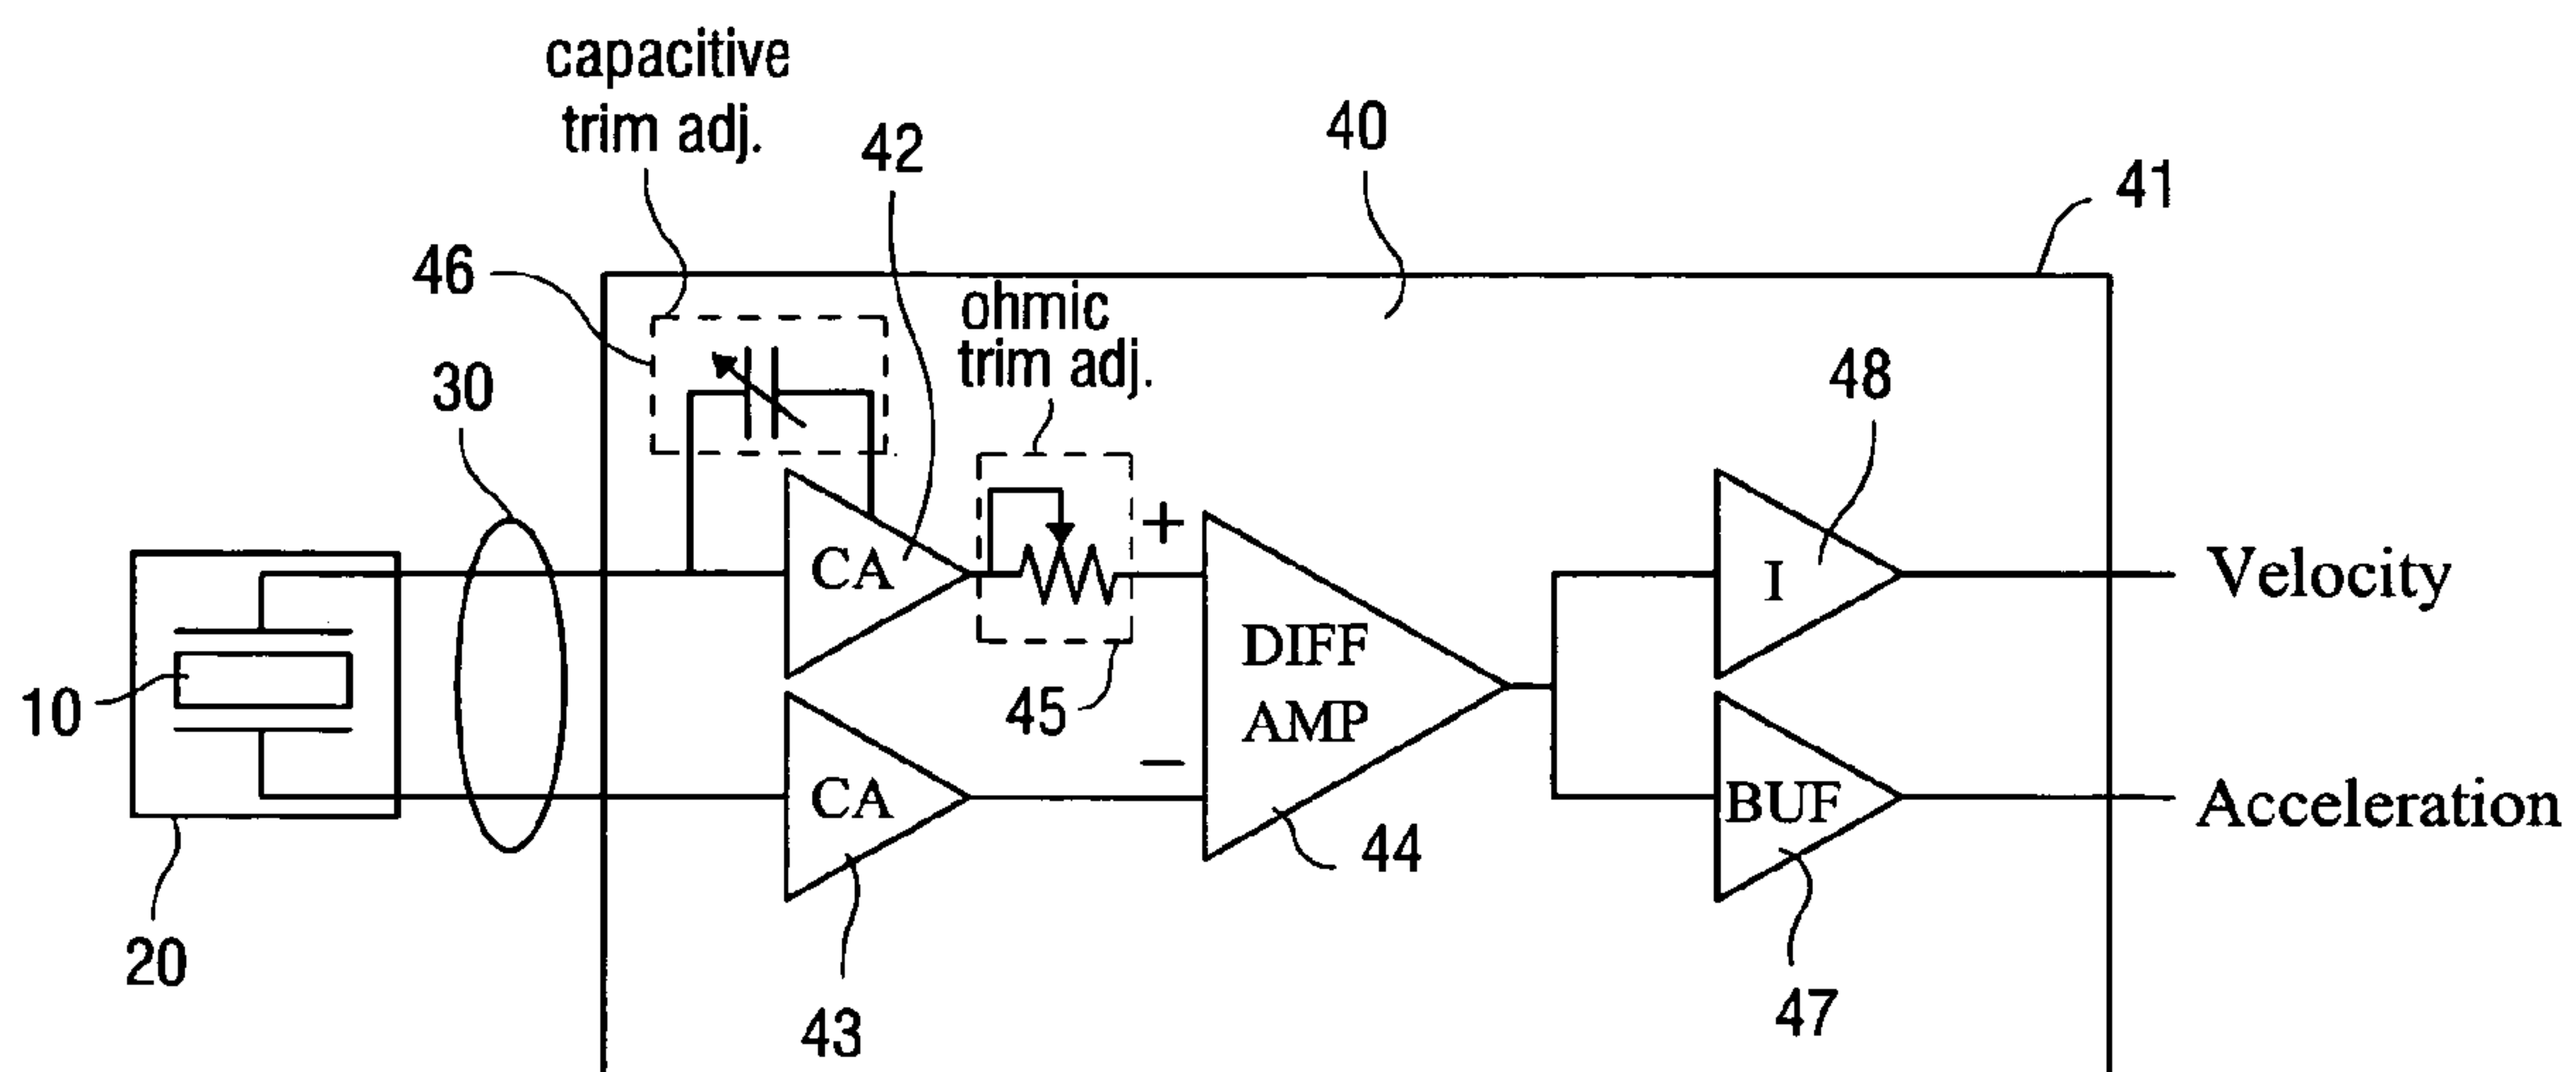 capacitive
trim adj.
42
40
41
46
ohmic
trim adj.
30
48
+
CA
I
Velocity
DIFF
AMP
10
45
−
CA
BUF
Acceleration
44
20
43
47